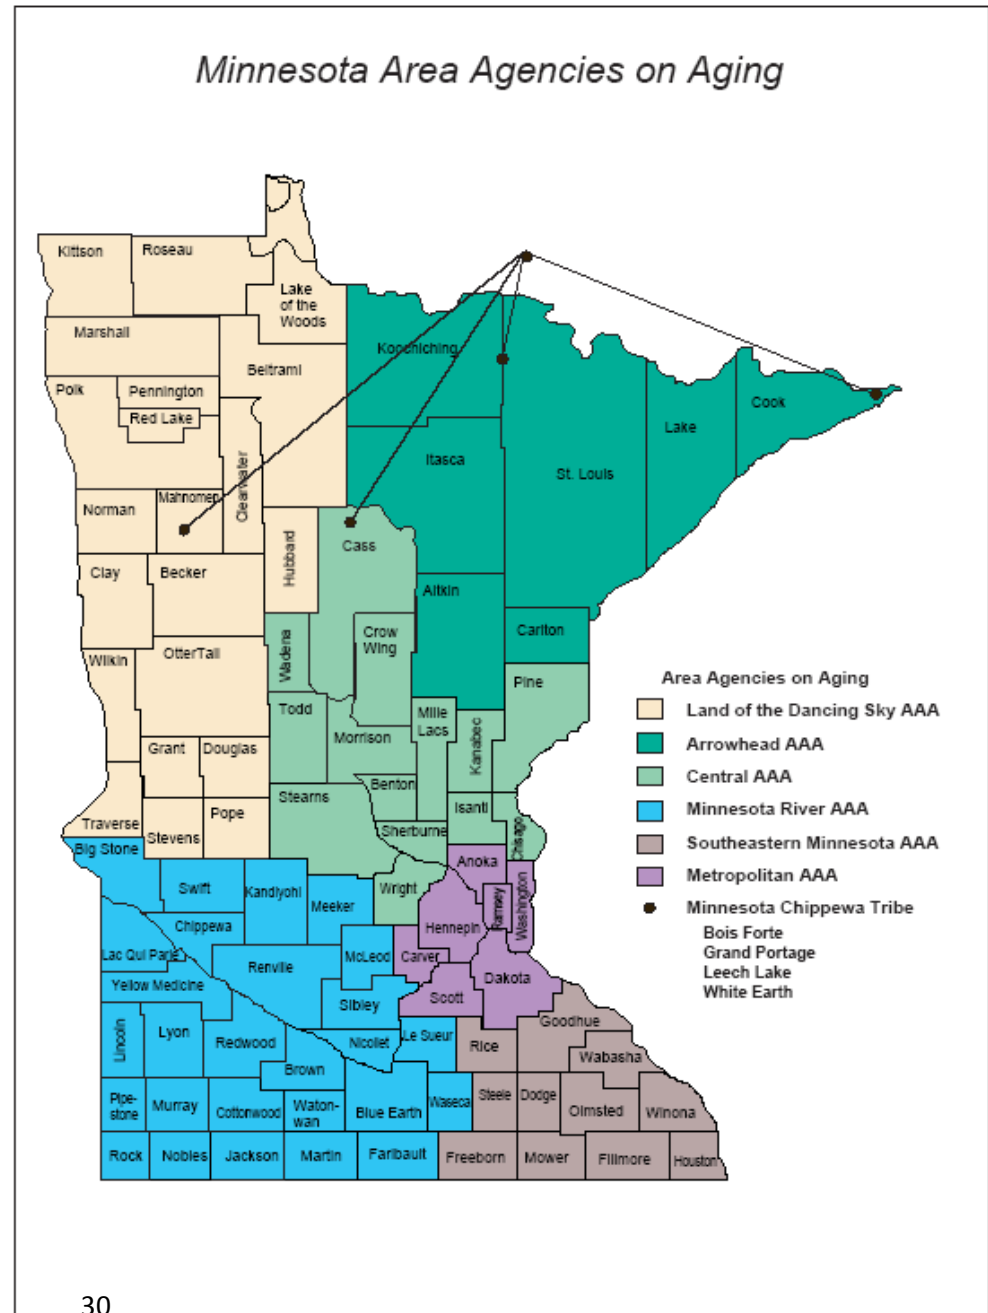 Minnesota Area Agencies on Aging
Kittson
Roseau
Lake
of the
Woods
Marshall
Koochiching
Beltrami
Polk
Pennington
Red Lake
Cook
Lake
Itasca
St. Louis
Clearwater
Mahnomen
Norman
Cass
Hubbard
Clay
Becker
Aitkin
Carlton
Crow
Wing
Wadena
OtterTail
Wilkin
Pine
Todd
Mille
Lacs
Morrison
Kanabec
Grant
Douglas
Benton
Stearns
Isanti
Pope
Traverse
Stevens
Sherburne
Chisago
Big Stone
Anoka
Swift
Kandiyohi
Wright
Ramsey
Washington
Meeker
Chippewa
Hennepin
Lac Qui Parle
McLeod
Carver
Renville
Dakota
Yellow Medicine
Scott
Sibley
Goodhue
Lincoln
Lyon
Redwood
Nicollet
Le Sueur
Rice
Wabasha
Brown
Pipe-
stone
Murray
Cottonwood
Waton-
wan
Blue Earth
Waseca
Steele
Dodge
Olmsted
Winona
Rock
Nobles
Jackson
Martin
Faribault
Freeborn
Mower
Fillmore
Houston
Area Agencies on Aging
Land of the Dancing Sky AAA
Arrowhead AAA
Central AAA
Minnesota River AAA
Southeastern Minnesota AAA
Metropolitan AAA
Minnesota Chippewa Tribe
Bois Forte
Grand Portage
Leech Lake
White Earth
30